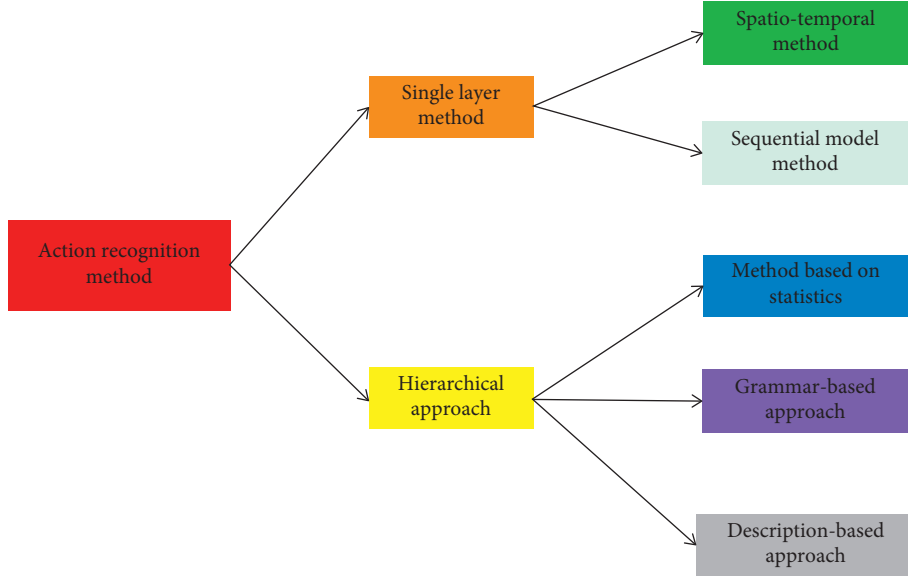 Action recognition
method
Single layer
method
Spatio-temporal
method
Sequential model
method
Hierarchical
approach
Method based on
statistics
Grammar-based
approach
Description-based
approach